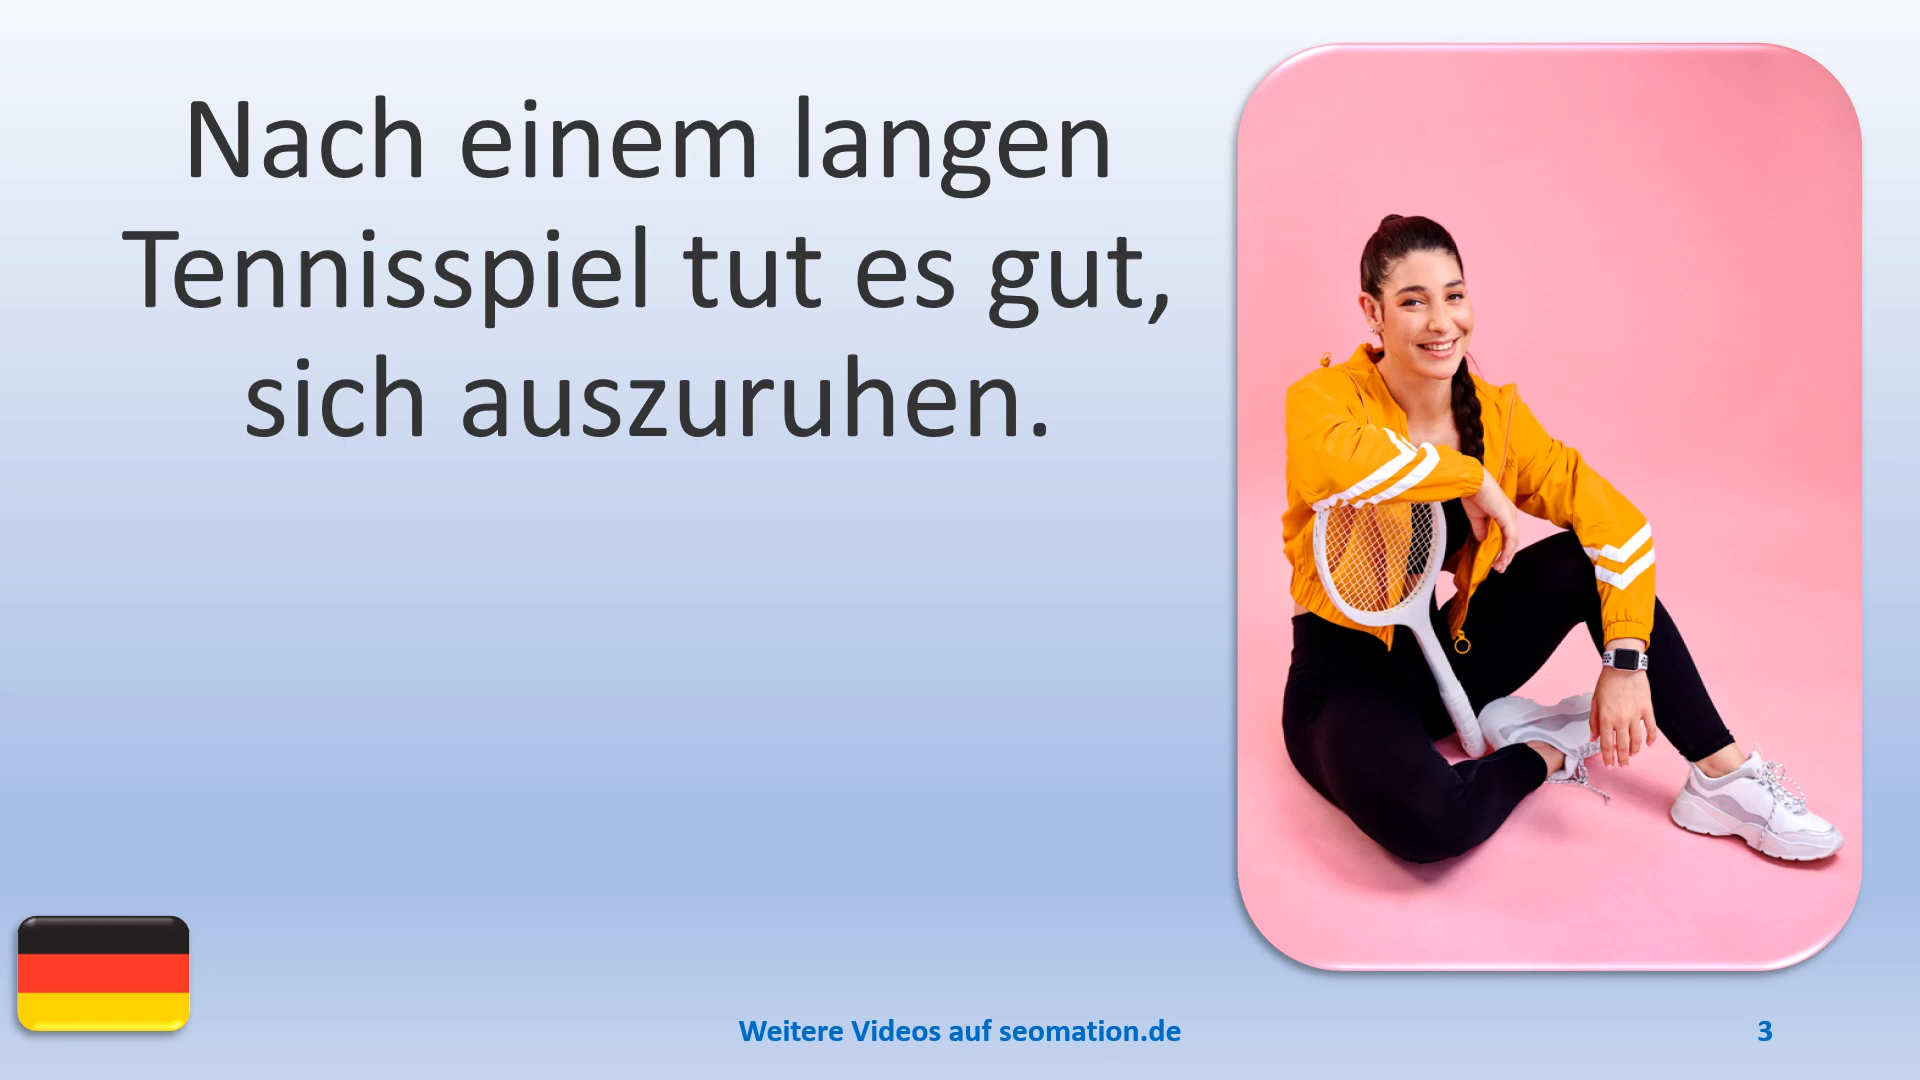 Nach einem langen
Tennisspiel tut es gut,
sich auszuruhen.
Weitere Videos auf seomation.de
3